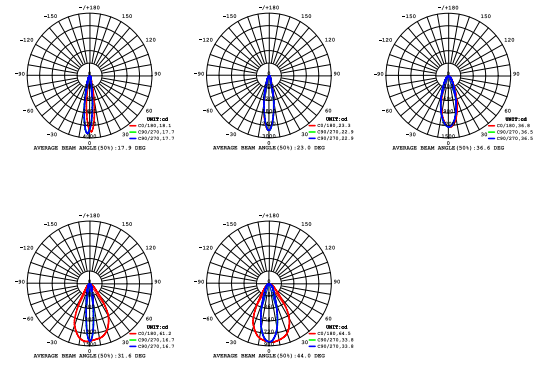 -/+180
-150 150
-120 120
-90 90
-60 60
-30 30
0
UNIT:cd
C0/180,18.1
C90/270,17.7
C90/270,17.7
AVERAGE BEAM ANGLE(50%):17.9 DEG
-/+180
-150 150
-120 120
-90 90
-60 60
-30 30
0
UNIT:cd
C0/180,23.2
C90/270,22.9
C90/270,22.9
AVERAGE BEAM ANGLE(50%):23.0 DEG
-/+180
-150 150
-120 120
-90 90
-60 60
-30 30
0
UNIT:cd
C0/180,36.8
C90/270,36.5
C90/270,36.5
AVERAGE BEAM ANGLE(50%):36.6 DEG
-/+180
-150 150
-120 120
-90 90
-60 60
-30 30
0
UNIT:cd
C0/180,61.2
C90/270,16.7
C90/270,16.7
AVERAGE BEAM ANGLE(50%):31.6 DEG
-/+180
-150 150
-120 120
-90 90
-60 60
-30 30
0
UNIT:cd
C0/180,64.5
C90/270,33.8
C90/270,33.8
AVERAGE BEAM ANGLE(50%):44.0 DEG